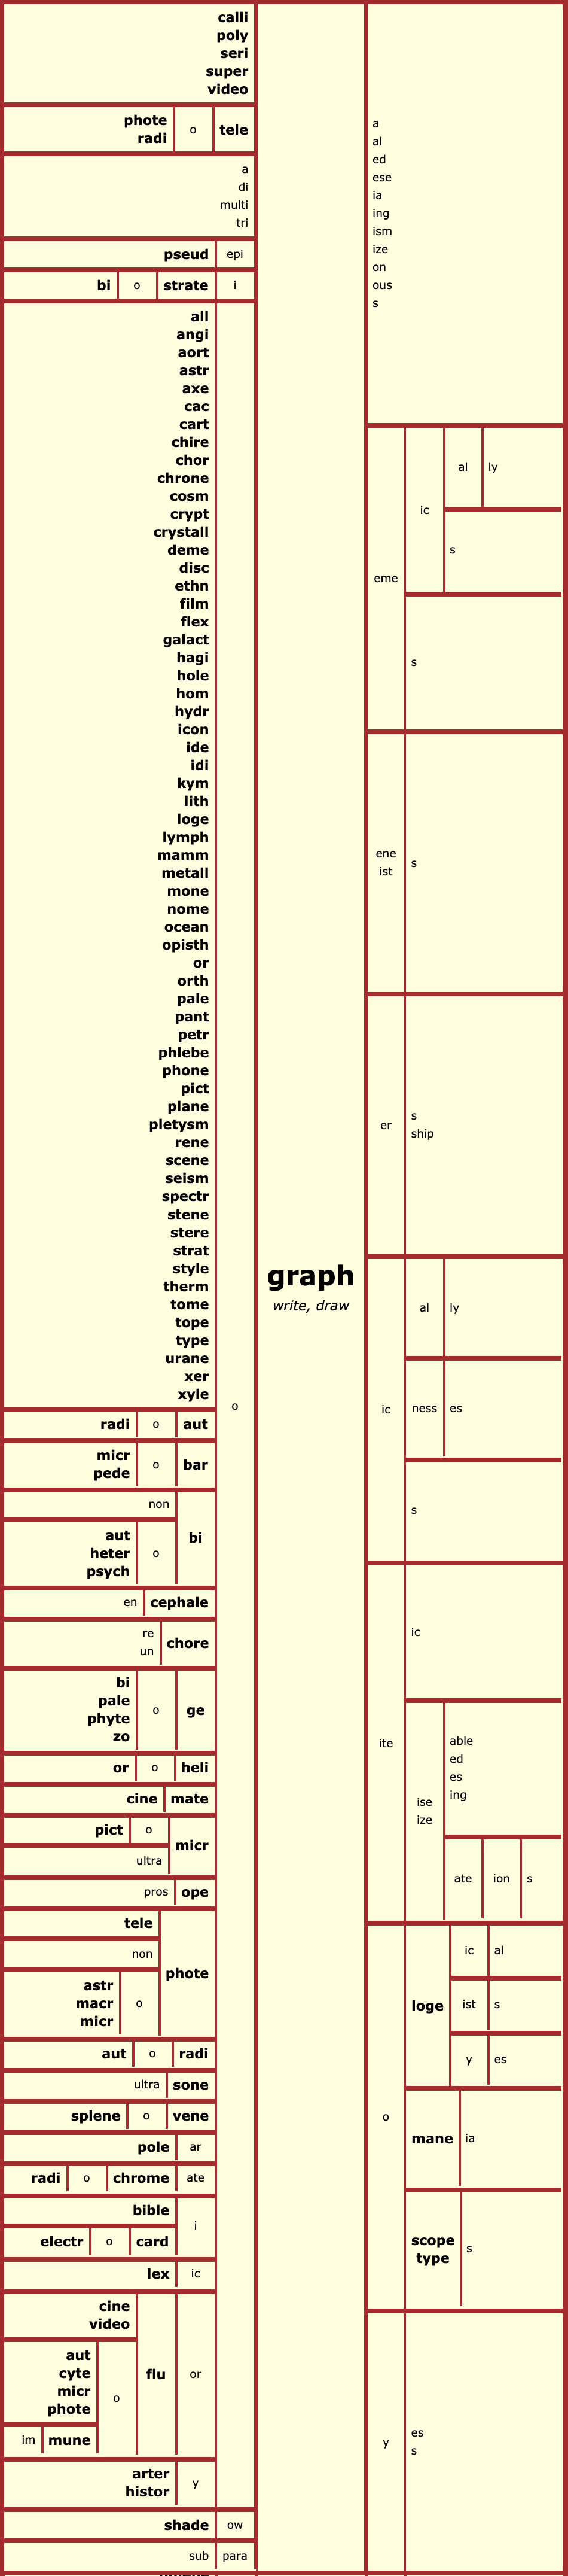 calli
poly
seri
super
video
phote
radi
o
tele
a
di
multi
tri
pseud
epi
bi
o
strate
i
all
angi
aort
astr
axe
cac
cart
chire
chor
chrone
cosm
crypt
crystall
deme
disc
ethn
film
flex
galact
hagi
hole
hom
hydr
icon
ide
idi
kym
lith
loge
lymph
mamm
metall
mone
nome
ocean
opisth
or
orth
pale
pant
petr
phlebe
phone
pict
plane
pletysm
rene
scene
seism
spectr
stene
stere
strat
style
therm
tome
tope
type
urane
xer
xyle
o
radi
o
aut
micr
pede
o
bar
non
aut
heter
psych
o
bi
en
cephale
re
un
chore
bi
pale
phyte
zo
o
ge
or
o
heli
cine
mate
pict
o
ultra
micr
pros
ope
tele
non
astr
macr
micr
o
phote
aut
o
radi
ultra
sone
splene
o
vene
pole
ar
radi
o
chrome
ate
bible
electr
o
card
i
lex
ic
cine
video
aut
cyte
micr
phote
im
mune
o
flu
or
arter
histor
y
shade
ow
sub
para
graph
write, draw
a
al
ed
ese
ia
ing
ism
ize
on
ous
s
eme
ic
al
ly
s
s
ene
ist
s
er
s
ship
ic
al
ly
ness
es
s
ite
ic
ise
ize
able
ed
es
ing
ate
ion
s
o
loge
ic
al
ist
s
y
es
mane
ia
scope
type
s
y
es
s